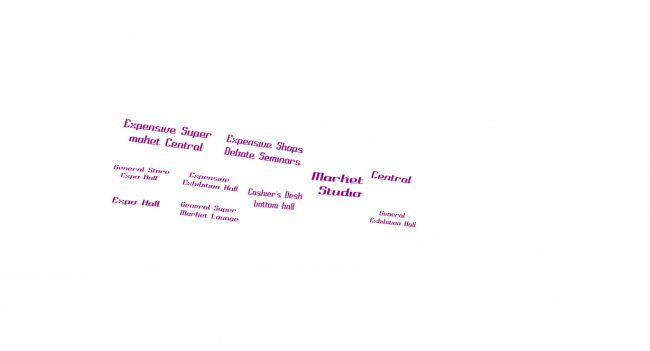 Expensive Super
maket Central
Expensive Shops
Debate Seminars
General Store
Expo Hall
Expensive
Exhibition Hall
Cashier's Desk
bottom hall
Market
Studio
Central
Expo Hall
General Super
Market Lounge
General
Exhibition Hall